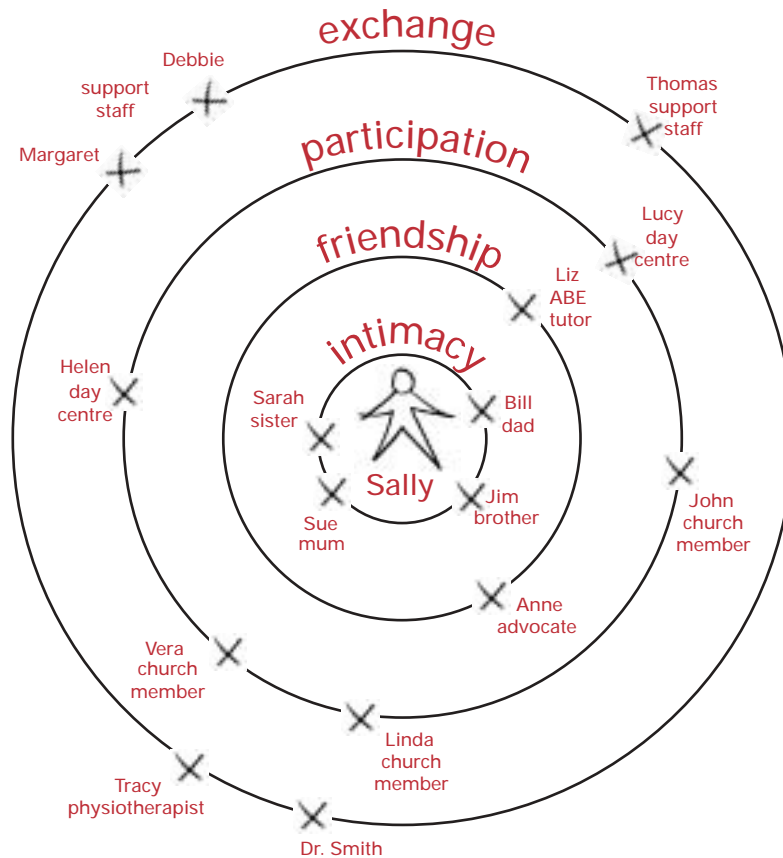 exchange
Debbie
support
staff
Margaret
Thomas
support
staff
participation
Lucy
day
centre
friendship
Liz
ABE
tutor
intimacy
Helen
day
centre
Sarah
sister
Bill
dad
Sally
Sue
mum
Jim
brother
John
church
member
Anne
advocate
Vera
church
member
Linda
church
member
Tracy
physiotherapist
Dr. Smith